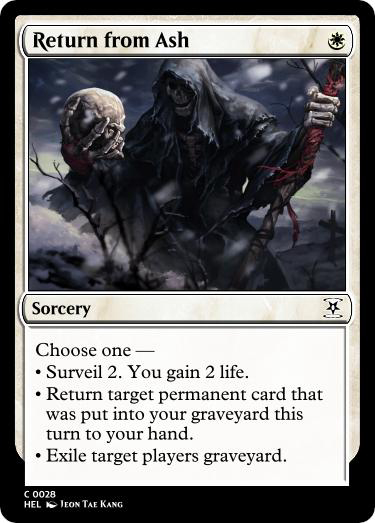 Return from Ash
Sorcery
Choose one —
• Surveil 2. You gain 2 life.
• Return target permanent card that
was put into your graveyard this
turn to your hand.
• Exile target players graveyard.
C 0028
HEL Jeon Tae Kang